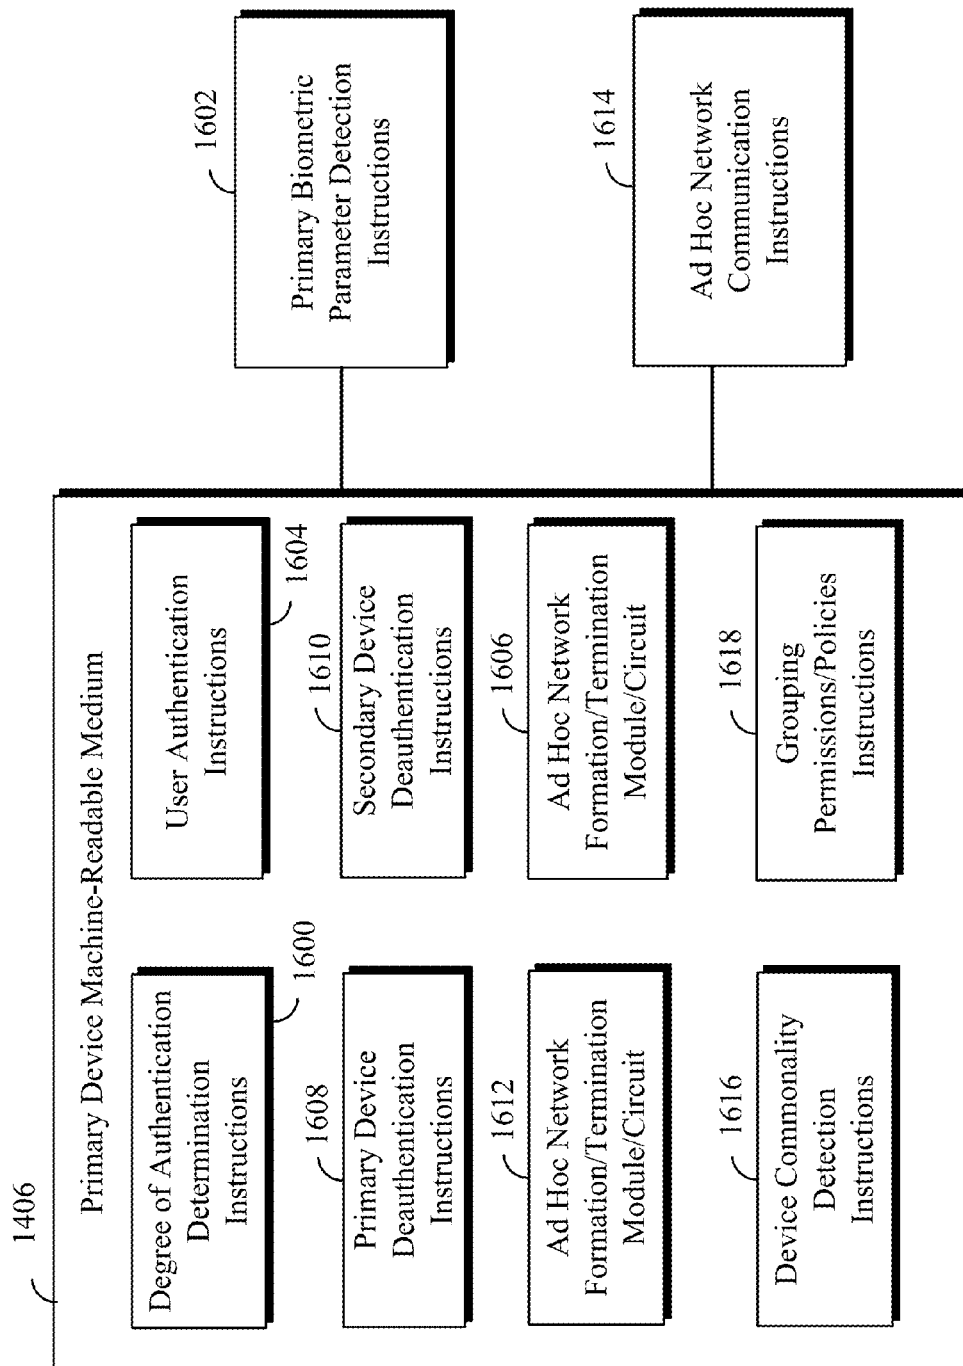 1406
Primary Device Machine-Readable Medium
Degree of Authentication
Determination
Instructions
1600
User Authentication
Instructions
1604
1608
Primary Device
Deauthentication
Instructions
1610
Secondary Device
Deauthentication
Instructions
1612
Ad Hoc Network
Formation/Termination
Module/Circuit
1606
Ad Hoc Network
Formation/Termination
Module/Circuit
1616
Device Commonality
Detection
Instructions
1618
Grouping
Permissions/Policies
Instructions
1602
Primary Biometric
Parameter Detection
Instructions
1614
Ad Hoc Network
Communication
Instructions